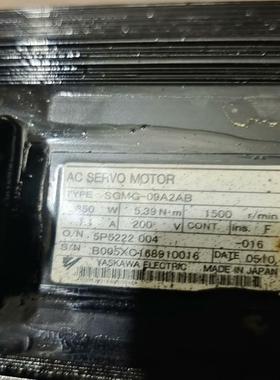 AC SERVO MOTOR
TYPE SGMG-09A2AB
850 W 5.39 N·m 1500 r/min
A 200 V CONT. ins. F
O/N 5P5222 004 -016
S/N B005XC168910016 DATE 0510
YASKAWA ELECTRIC MADE IN JAPAN